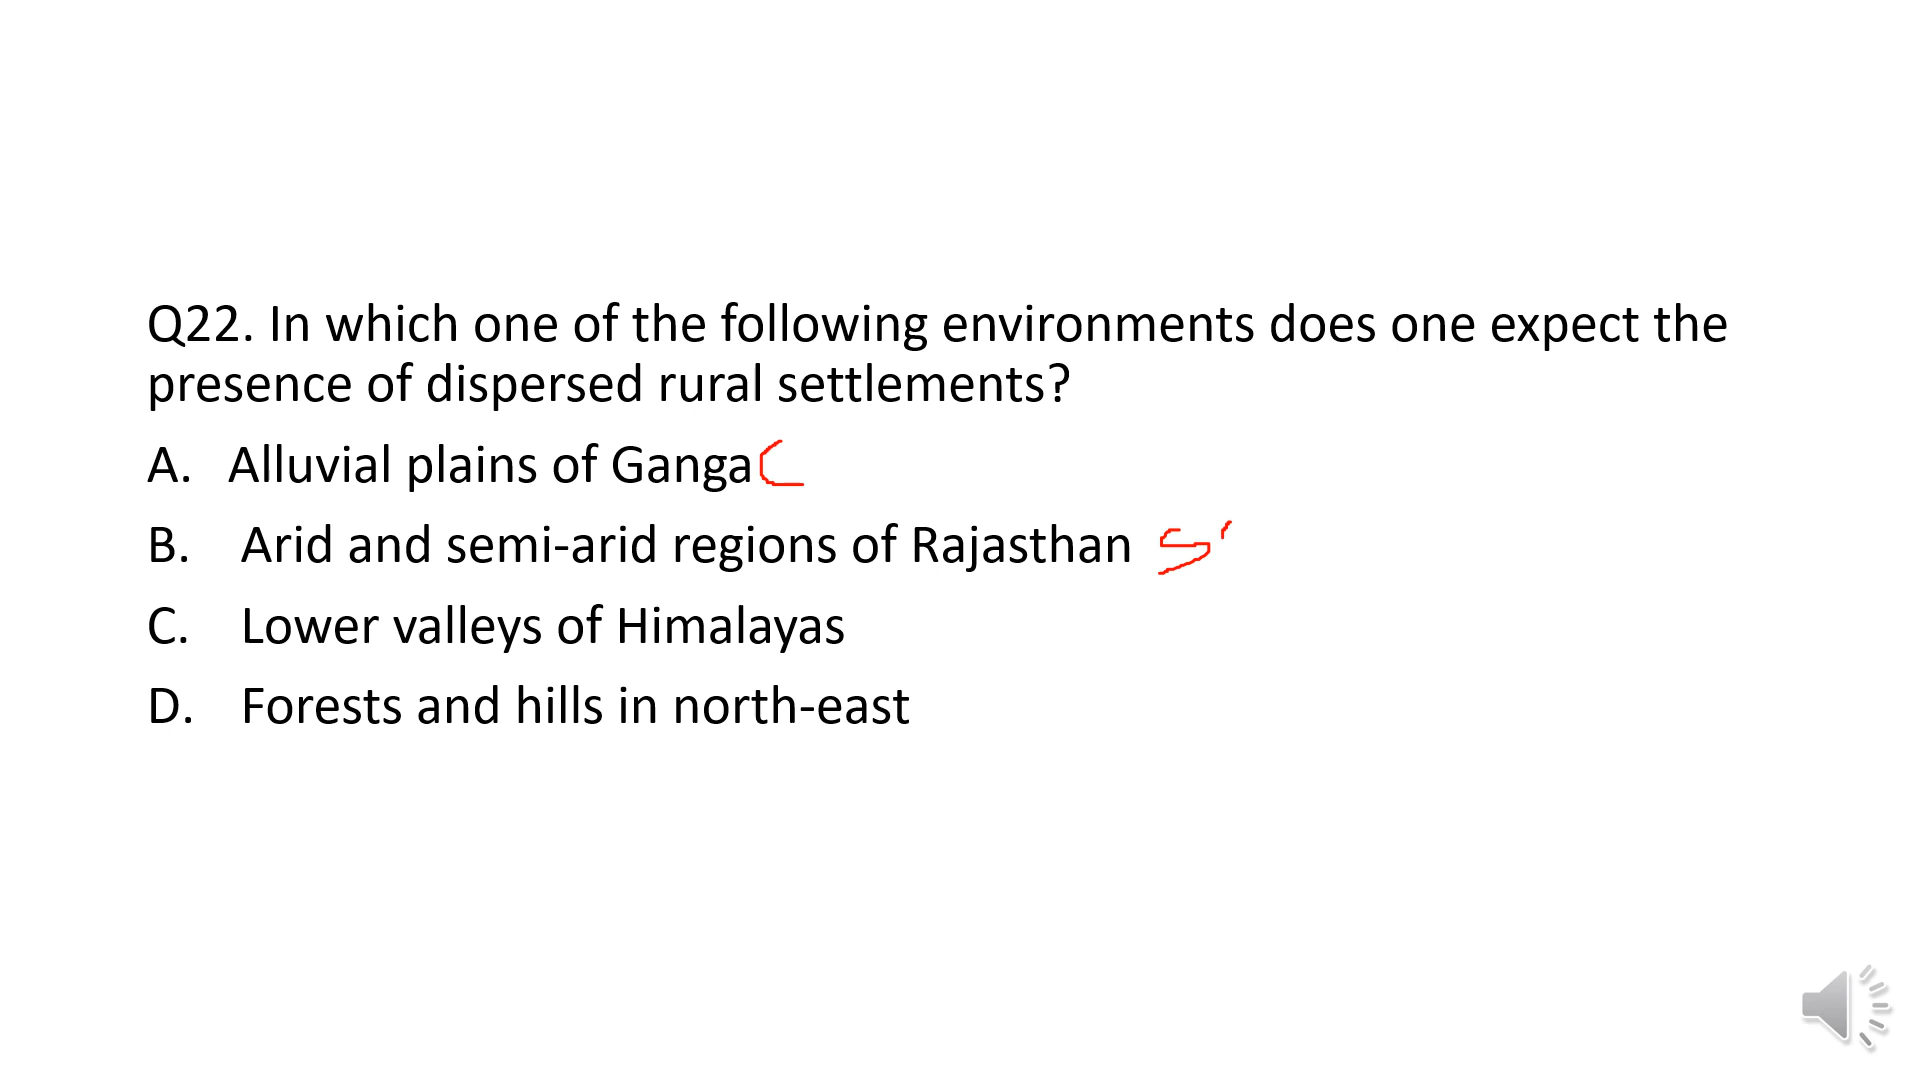 Q22. In which one of the following environments does one expect the
presence of dispersed rural settlements?
A. Alluvial plains of Ganga C
B. Arid and semi-arid regions of Rajasthan S'
C. Lower valleys of Himalayas
D. Forests and hills in north-east